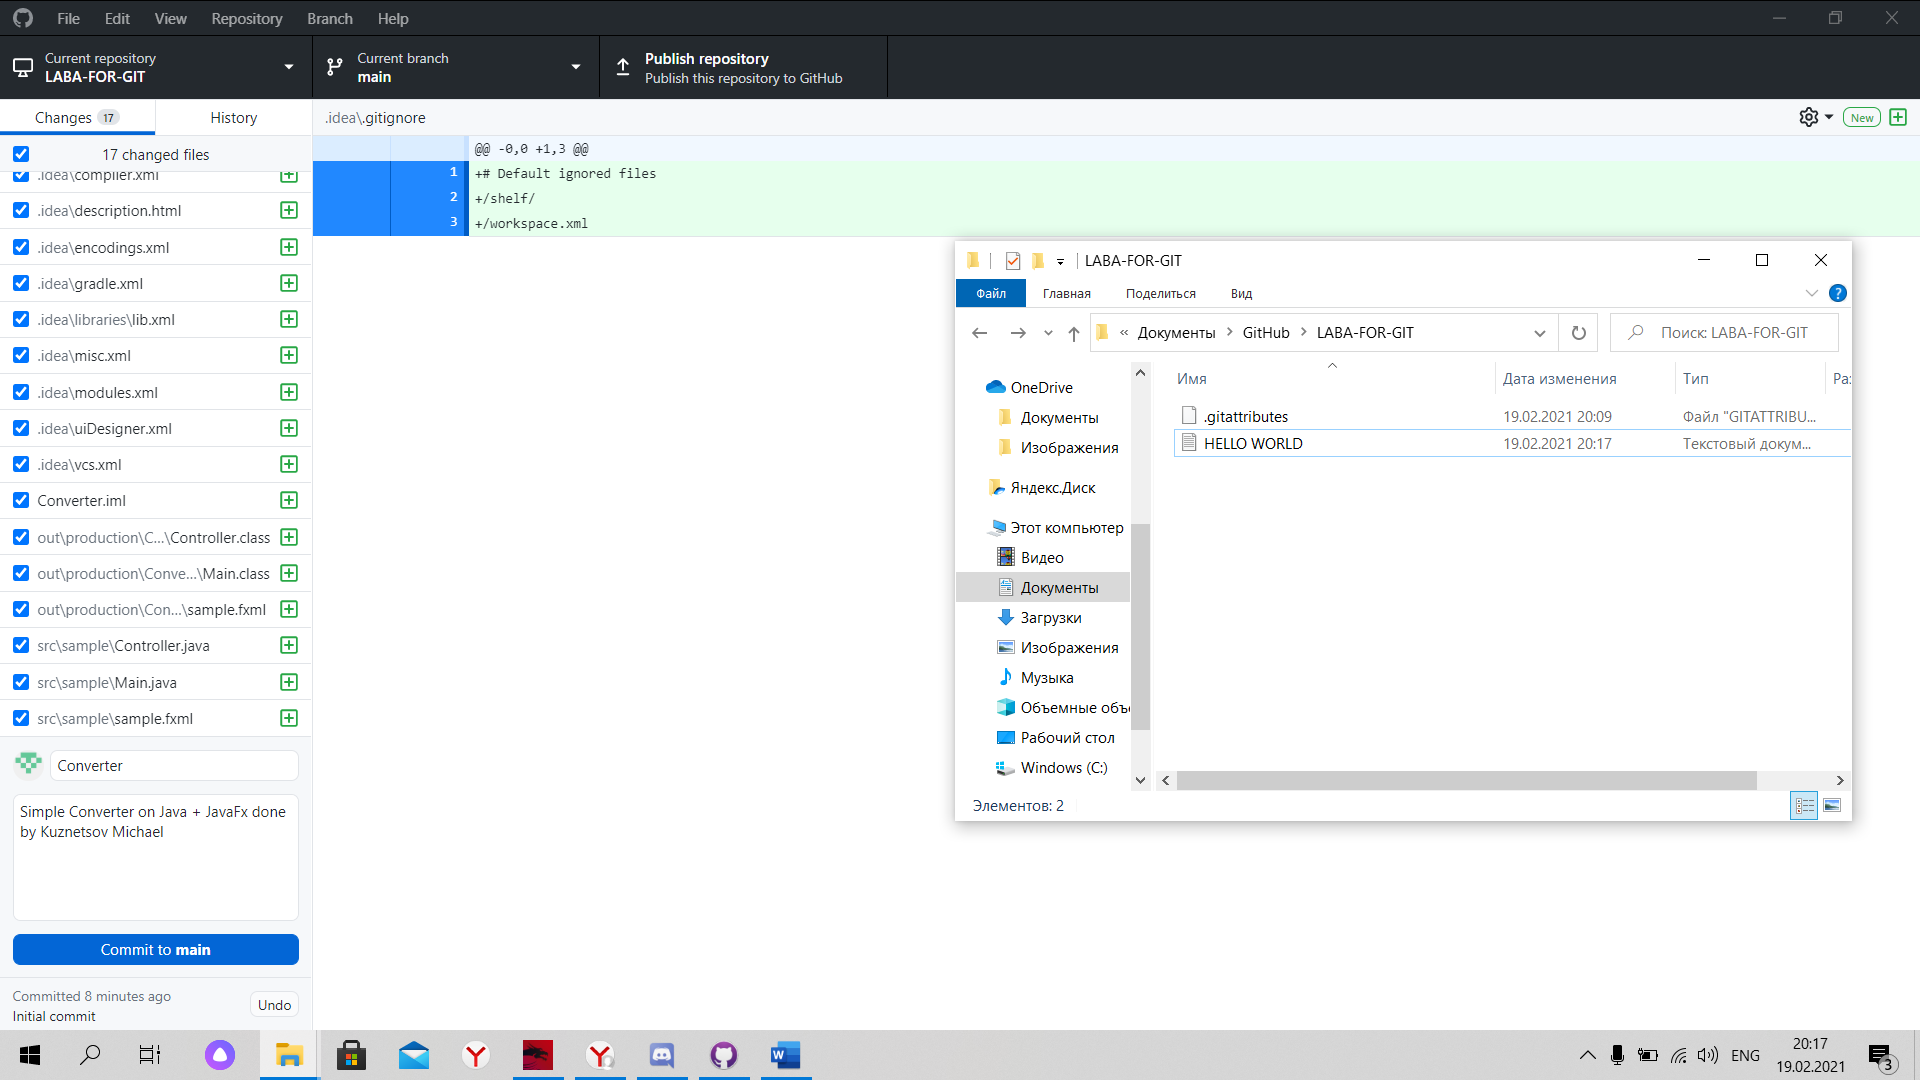 File Edit View Repository Branch Help
Current repository
LABA-FOR-GIT
Current branch
main
Publish repository
Publish this repository to GitHub
Changes 17
History
.idea\.gitignore
New
17 changed files
@@ -0,0 +1,3 @@
1 +# Default ignored files
2 +/shelf/
3 +/workspace.xml
.idea\compiler.xml
.idea\description.html
.idea\encodings.xml
.idea\gradle.xml
.idea\libraries\lib.xml
.idea\misc.xml
.idea\modules.xml
.idea\uiDesigner.xml
.idea\vcs.xml
Converter.iml
out\production\C...\Controller.class
out\production\Conve...\Main.class
out\production\Con...\sample.fxml
src\sample\Controller.java
src\sample\Main.java
src\sample\sample.fxml
Converter
Simple Converter on Java + JavaFx done
by Kuznetsov Michael
Commit to main
Committed 8 minutes ago
Initial commit
Undo
LABA-FOR-GIT
Файл Главная Поделиться Вид
« Документы > GitHub > LABA-FOR-GIT
Поиск: LABA-FOR-GIT
Имя Дата изменения Тип Раз
.gitattributes 19.02.2021 20:09 Файл "GITATTRIBU...
HELLO WORLD 19.02.2021 20:17 Текстовый докум...
OneDrive
Документы
Изображения
Яндекс.Диск
Этот компьютер
Видео
Документы
Загрузки
Изображения
Музыка
Объемные объе
Рабочий стол
Windows (C:)
Элементов: 2
ENG
20:17
19.02.2021
3